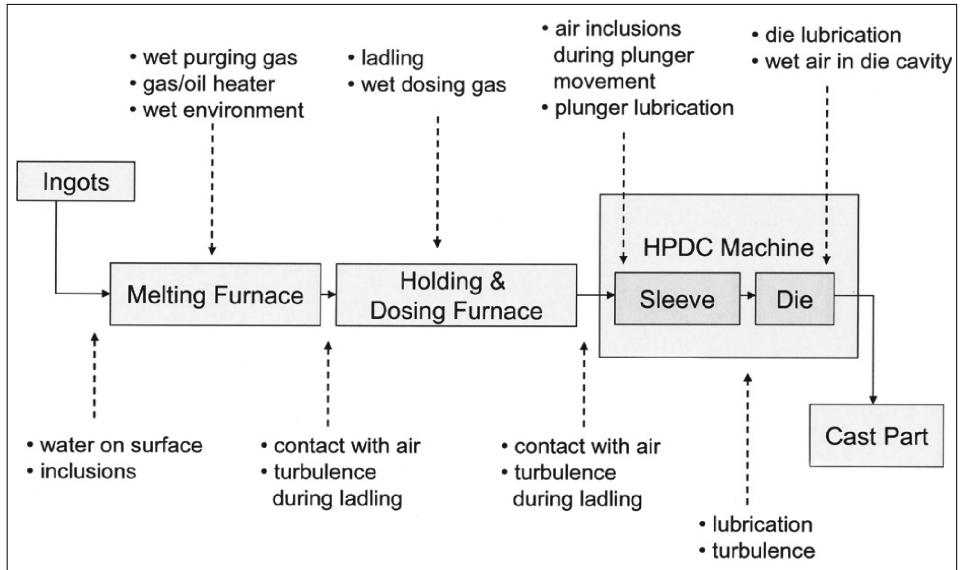 • wet purging gas
• gas/oil heater
• wet environment
• ladling
• wet dosing gas
• air inclusions
during plunger
movement
• plunger lubrication
• die lubrication
• wet air in die cavity
Ingots
HPDC Machine
Melting Furnace
Holding &
Dosing Furnace
Sleeve
Die
Cast Part
• water on surface
• inclusions
• contact with air
• turbulence
during ladling
• contact with air
• turbulence
during ladling
• lubrication
• turbulence